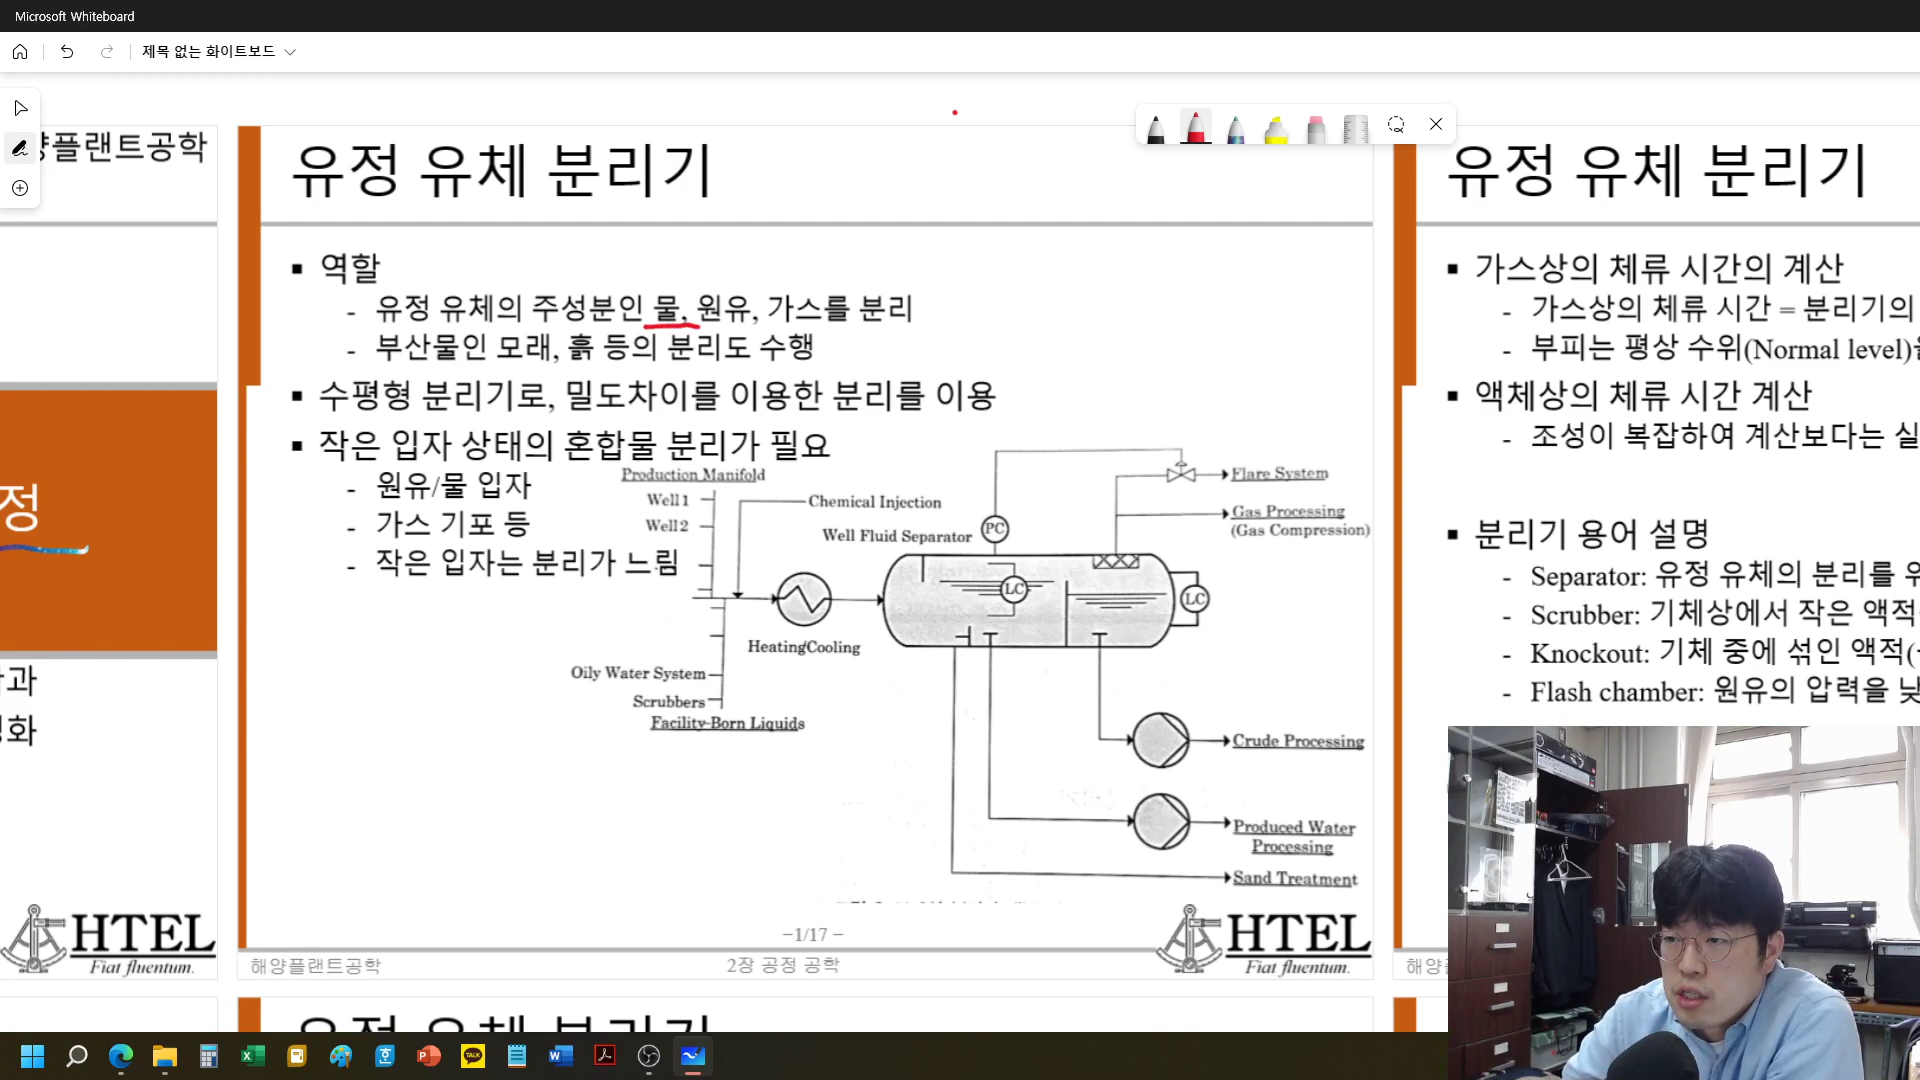 Microsoft Whiteboard
제목 없는 화이트보드
양플랜트공학
정
유정 유체 분리기
역할
- 유정 유체의 주성분인 물, 원유, 가스를 분리
- 부산물인 모래, 흙 등의 분리도 수행
수평형 분리기로, 밀도차이를 이용한 분리를 이용
작은 입자 상태의 혼합물 분리가 필요
- 원유/물 입자
- 가스 기포 등
- 작은 입자는 분리가 느림
Production Manifold
Well 1
Well 2
Chemical Injection
Well Fluid Separator
PC
Flare System
Gas Processing
(Gas Compression)
LC
LC
Heating/Cooling
Oily Water System
Scrubbers
Facility-Born Liquids
Crude Processing
Produced Water
Processing
Sand Treatment
–1/17 –
해양플랜트공학
2장 공정 공학
HTEL
Fiat fluentum.
HTEL
Fiat fluentum.
유정 유체 분리기
가스상의 체류 시간의 계산
- 가스상의 체류 시간 = 분리기의
- 부피는 평상 수위(Normal level)을
액체상의 체류 시간 계산
- 조성이 복잡하여 계산보다는 실
분리기 용어 설명
- Separator: 유정 유체의 분리를 위
- Scrubber: 기체상에서 작은 액적
- Knockout: 기체 중에 섞인 액적(
- Flash chamber: 원유의 압력을 낮
해양
유정 유체 분리기
TALK